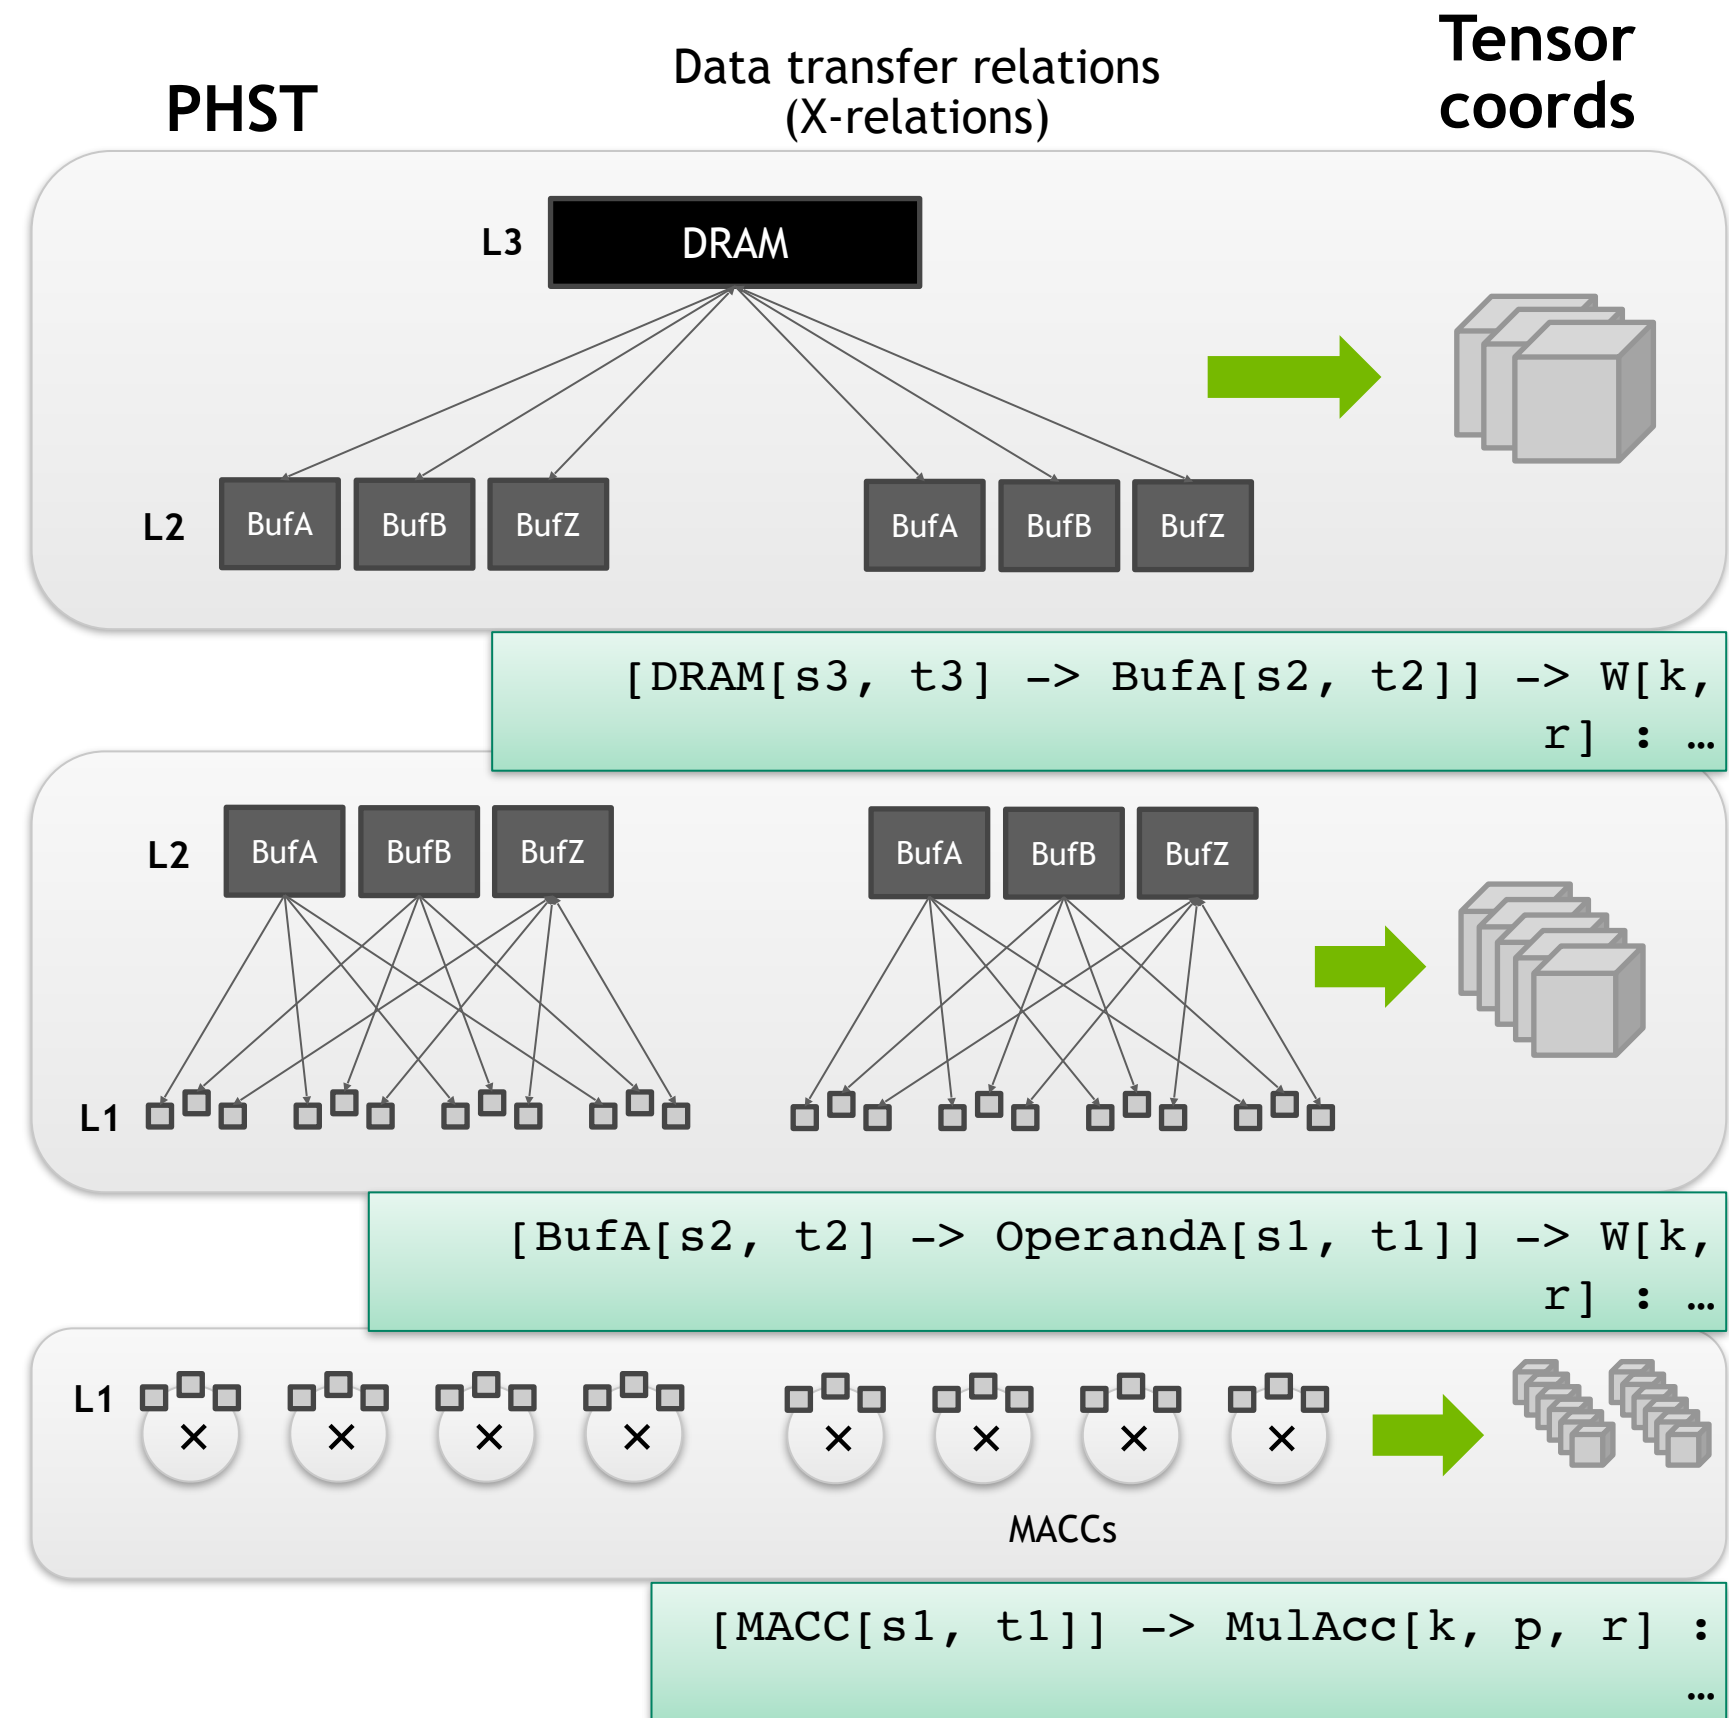 PHST
Data transfer relations
(X-relations)
Tensor
coords
L3
DRAM
L2
BufA
BufB
BufZ
BufA
BufB
BufZ
[DRAM[s3, t3] -> BufA[s2, t2]] -> W[k,
r] : …
L2
BufA
BufB
BufZ
BufA
BufB
BufZ
L1
[BufA[s2, t2] -> OperandA[s1, t1]] -> W[k,
r] : …
L1
×
×
×
×
×
×
×
×
MACCs
[MACC[s1, t1]] -> MulAcc[k, p, r] :
…